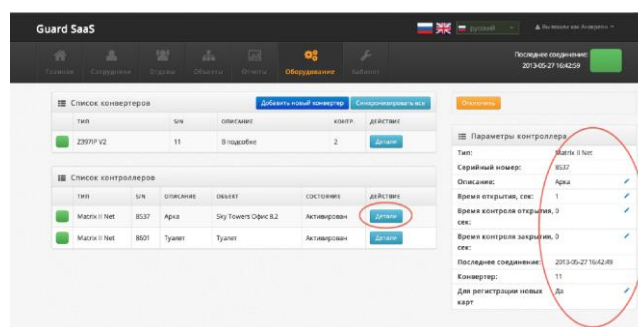 Guard SaaS
русский
Вы вошли как
Последнее соединение:
2013-05-27 16:42:59
Главная Сотрудники Отделы Объекты Отчеты Оборудование Кабинет
Список конвертеров Добавить новый конвертер Синхронизировать все Отключить
ТИП S/N ОПИСАНИЕ КОНТР. ДЕЙСТВИЕ
Z397IP V2 11 В подсобке 2 Детали
Параметры контроллера
Тип: Matrix II Net
Серийный номер: 8537
Описание: Арка
Время открытия, сек: 1
Время контроля открытия, 0
сек:
Время контроля закрытия, 0
сек:
Последнее соединение: 2013-05-27 16:42:49
Конвертер: 11
Для регистрации новых Да
карт
Список контроллеров
ТИП S/N ОПИСАНИЕ ОБЪЕКТ СОСТОЯНИЕ ДЕЙСТВИЕ
Matrix II Net 8537 Арка Sky Towers Офис 8.2 Активирован Детали
Matrix II Net 8601 Туалет Туалет Активирован Детали